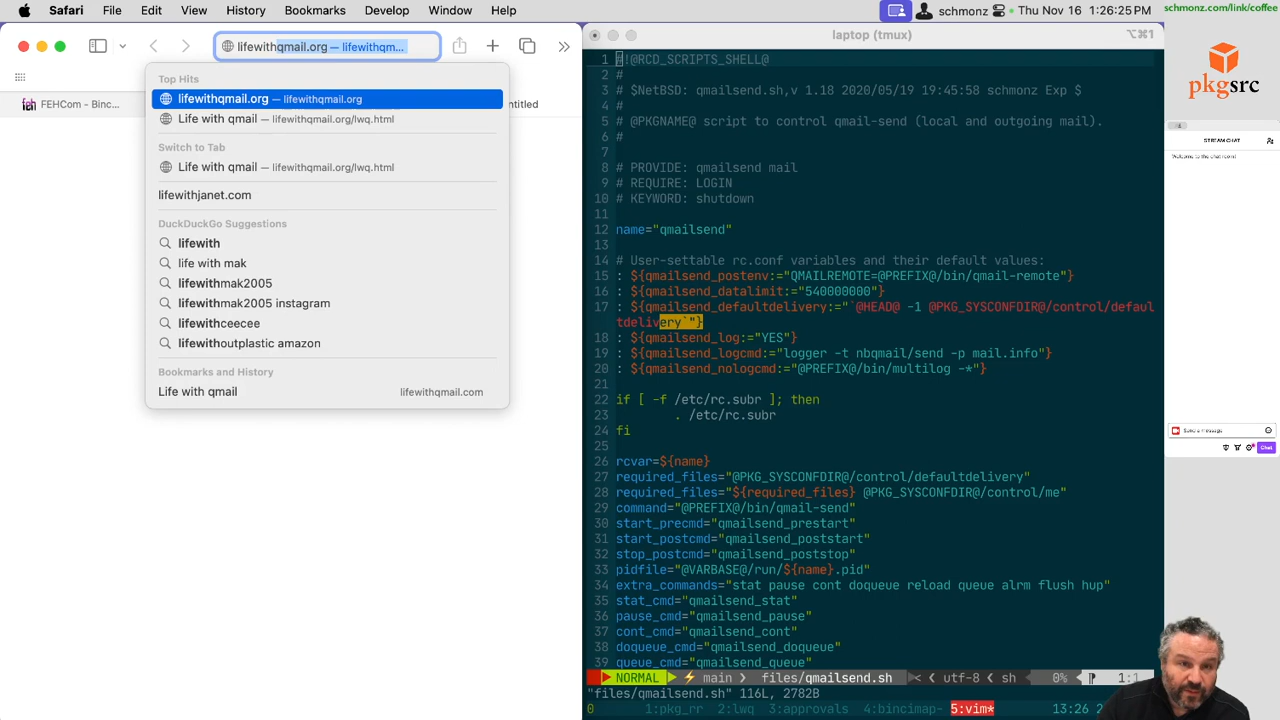 Safari File Edit View History Bookmarks Develop Window Help
schmonz Thu Nov 16 1:26:25 PM
schmonz.com/link/coffee
lifewithqmail.org — lifewithqm...
FEHCom - Binc...
ntitled
Top Hits
lifewithqmail.org — lifewithqmail.org
Life with qmail — lifewithqmail.org/lwq.html
Switch to Tab
Life with qmail — lifewithqmail.org/lwq.html
lifewithjanet.com
DuckDuckGo Suggestions
lifewith
life with mak
lifewithmak2005
lifewithmak2005 instagram
lifewithceecee
lifewithoutplastic amazon
Bookmarks and History
Life with qmail lifewithqmail.com
laptop (tmux)
⌥⌘1
1 #!@RCD_SCRIPTS_SHELL@
2 #
3 # $NetBSD: qmailsend.sh,v 1.18 2020/05/19 19:45:58 schmonz Exp $
4 #
5 # @PKGNAME@ script to control qmail-send (local and outgoing mail).
6 #
7
8 # PROVIDE: qmailsend mail
9 # REQUIRE: LOGIN
10 # KEYWORD: shutdown
11
12 name="qmailsend"
13
14 # User-settable rc.conf variables and their default values:
15 : ${qmailsend_postenv:="QMAILREMOTE=@PREFIX@/bin/qmail-remote"}
16 : ${qmailsend_datalimit:="540000000"}
17 : ${qmailsend_defaultdelivery:="`@HEAD@ -1 @PKG_SYSCONFDIR@/control/defaul
tdelivery`"}
18 : ${qmailsend_log:="YES"}
19 : ${qmailsend_logcmd:="logger -t nbqmail/send -p mail.info"}
20 : ${qmailsend_nologcmd:="@PREFIX@/bin/multilog -*"}
21
22 if [ -f /etc/rc.subr ]; then
23 . /etc/rc.subr
24 fi
25
26 rcvar=${name}
27 required_files="@PKG_SYSCONFDIR@/control/defaultdelivery"
28 required_files="${required_files} @PKG_SYSCONFDIR@/control/me"
29 command="@PREFIX@/bin/qmail-send"
30 start_precmd="qmailsend_prestart"
31 start_postcmd="qmailsend_poststart"
32 stop_postcmd="qmailsend_poststop"
33 pidfile="@VARBASE@/run/${name}.pid"
34 extra_commands="stat pause cont doqueue reload queue alrm flush hup"
35 stat_cmd="qmailsend_stat"
36 pause_cmd="qmailsend_pause"
37 cont_cmd="qmailsend_cont"
38 doqueue_cmd="qmailsend_doqueue"
39 queue_cmd="qmailsend_queue"
NORMAL main files/qmailsend.sh utf-8 sh 0% 1:1
"files/qmailsend.sh" 116L, 2782B
0 1:pkg_rr 2:lwq 3:approvals 4:bincimap- 5:vim* 13:26 2
pkgsrc
STREAM CHAT
Welcome to the chat room!
Send a message
Chat